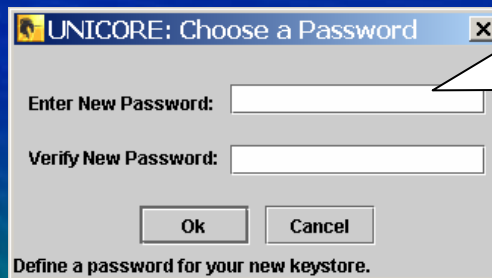 UNICORE: Choose a Password
Enter New Password:
Verify New Password:
Ok Cancel
Define a password for your new keystore.